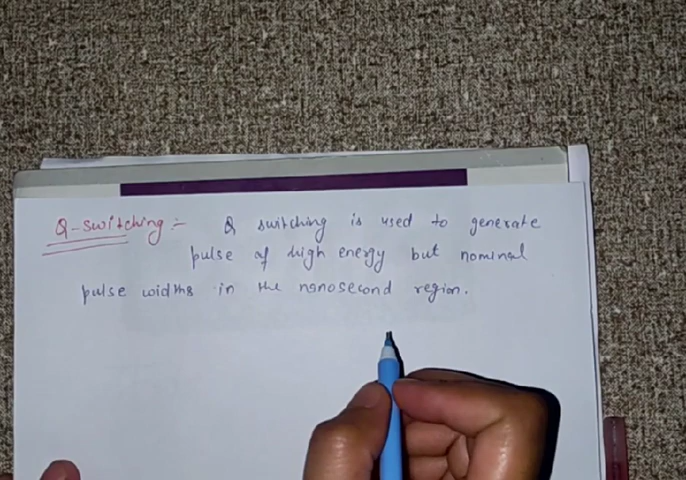 Q-switching :- Q switching is used to generate
pulse of high energy but nominal
pulse widths in the nanosecond region.